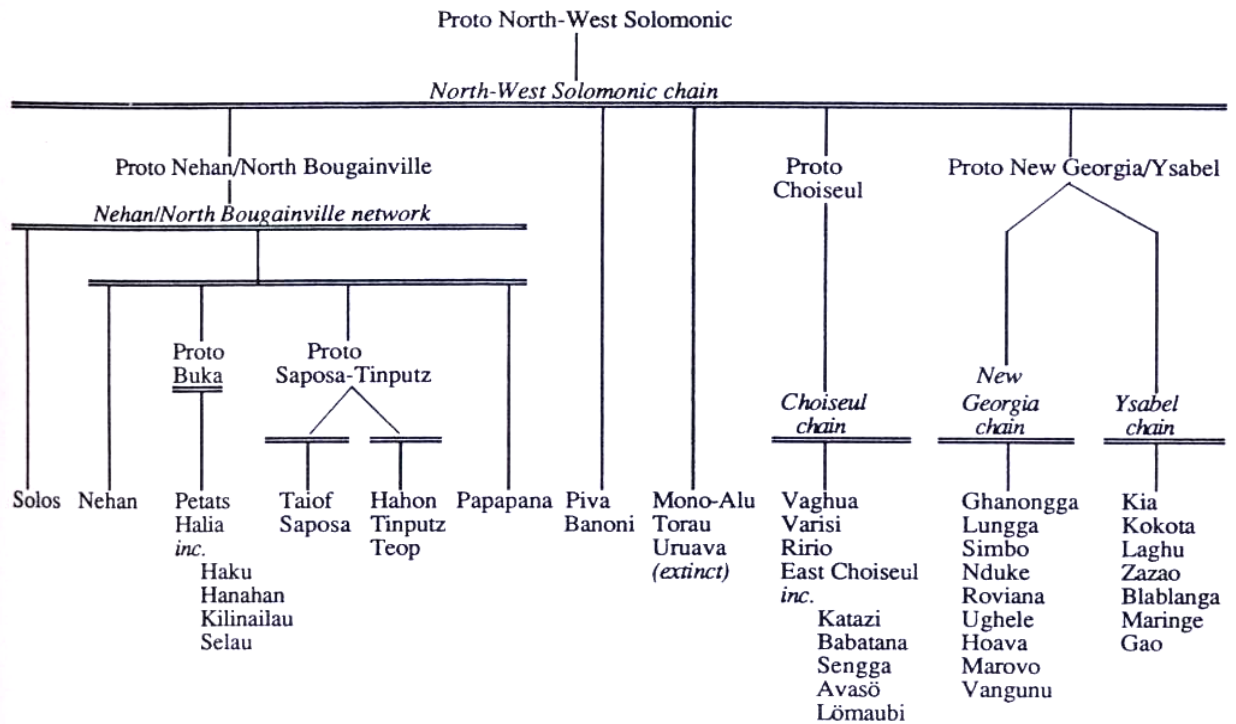 Proto North-West Solomonic
North-West Solomonic chain
Proto Nehan/North Bougainville
Nehan/North Bougainville network
Proto
Choiseul
Proto New Georgia/Ysabel
Proto
Buka
Proto
Saposa-Tinputz
Choiseul
chain
New
Georgia
chain
Ysabel
chain
Solos
Nehan
Petats
Halia
inc.
Haku
Hanahan
Kilinailau
Selau
Taiof
Saposa
Hahon
Tinputz
Teop
Papapana
Piva
Banoni
Mono-Alu
Torau
Uruava
(extinct)
Vaghua
Varisi
Ririo
East Choiseul
inc.
Katazi
Babatana
Sengga
Avasö
Lömaubi
Ghanongga
Lungga
Simbo
Nduke
Roviana
Ughele
Hoava
Marovo
Vangunu
Kia
Kokota
Laghu
Zazao
Blablanga
Maringe
Gao